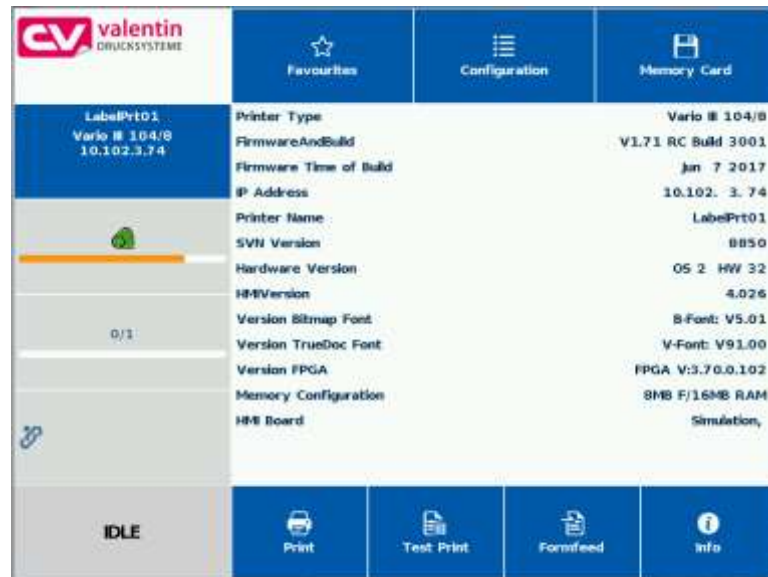 valentin
DRUCKSYSTEME
Favourites
Configuration
Memory Card
LabelPrt01
Vario III 104/8
10.102.3.74
0/1
IDLE
Printer Type Vario III 104/8
FirmwareAndBuild V1.71 RC Build 3001
Firmware Time of Build Jun 7 2017
IP Address 10.102. 3. 74
Printer Name LabelPrt01
SVN Version 8850
Hardware Version OS 2 HW 32
HMIVersion 4.026
Version Bitmap Font B-Font: V5.01
Version TrueDoc Font V-Font: V91.00
Version FPGA FPGA V:3.70.0.102
Memory Configuration 8MB F/16MB RAM
HMI Board Simulation,
Print
Test Print
Formfeed
Info